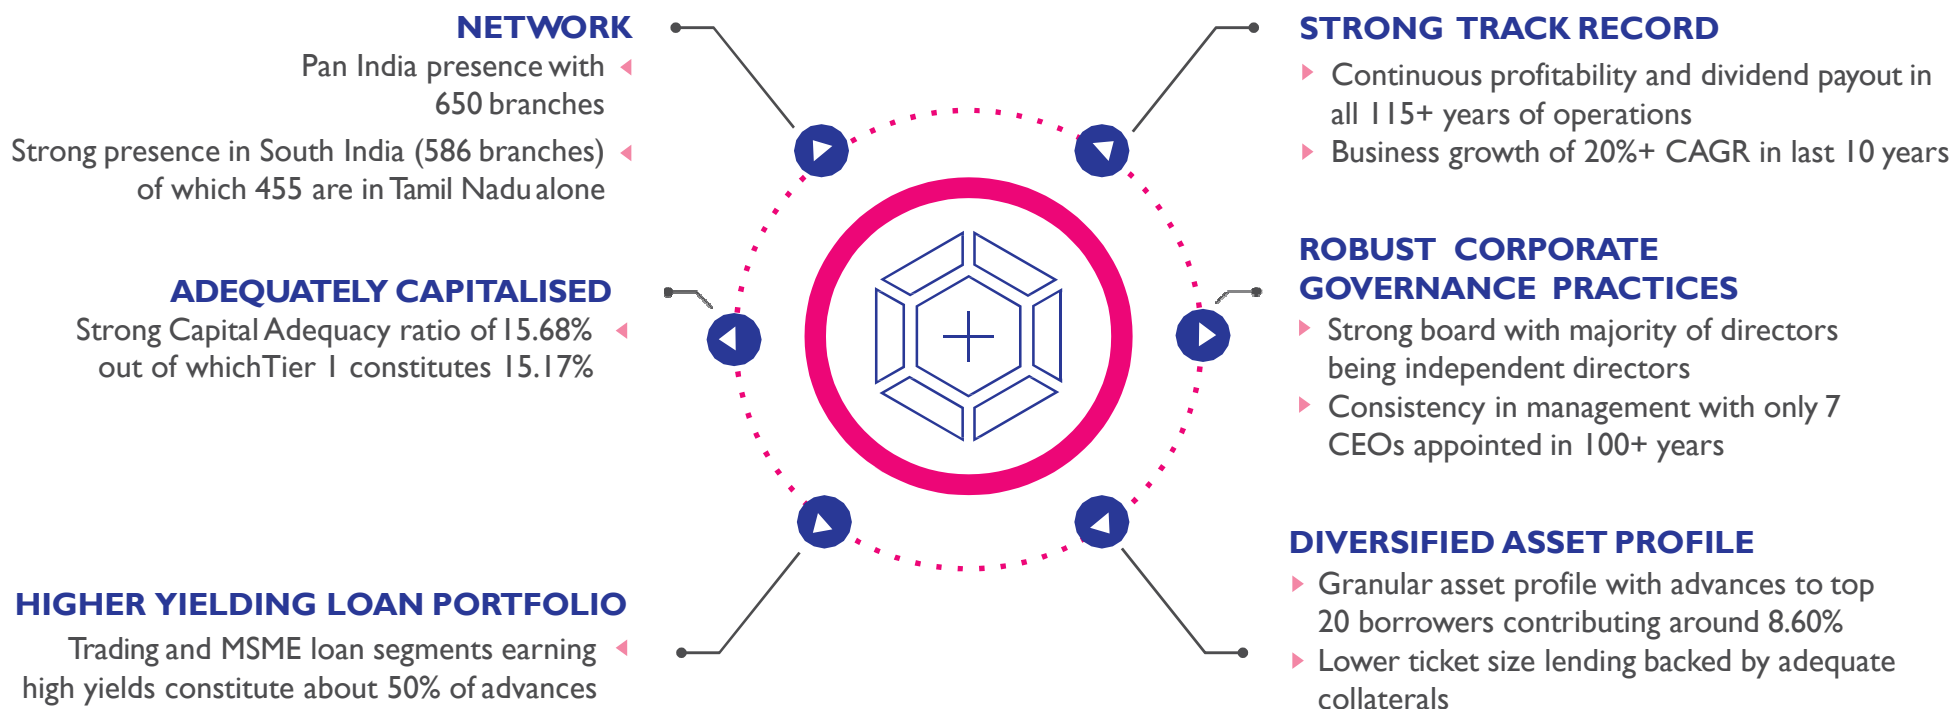 NETWORK
Pan India presence with
650 branches
Strong presence in South India (586 branches)
of which 455 are in Tamil Nadu alone
ADEQUATELY CAPITALISED
Strong Capital Adequacy ratio of 15.68%
out of which Tier 1 constitutes 15.17%
HIGHER YIELDING LOAN PORTFOLIO
Trading and MSME loan segments earning
high yields constitute about 50% of advances
STRONG TRACK RECORD
Continuous profitability and dividend payout in
all 115+ years of operations
Business growth of 20%+ CAGR in last 10 years
ROBUST CORPORATE
GOVERNANCE PRACTICES
Strong board with majority of directors
being independent directors
Consistency in management with only 7
CEOs appointed in 100+ years
DIVERSIFIED ASSET PROFILE
Granular asset profile with advances to top
20 borrowers contributing around 8.60%
Lower ticket size lending backed by adequate
collaterals